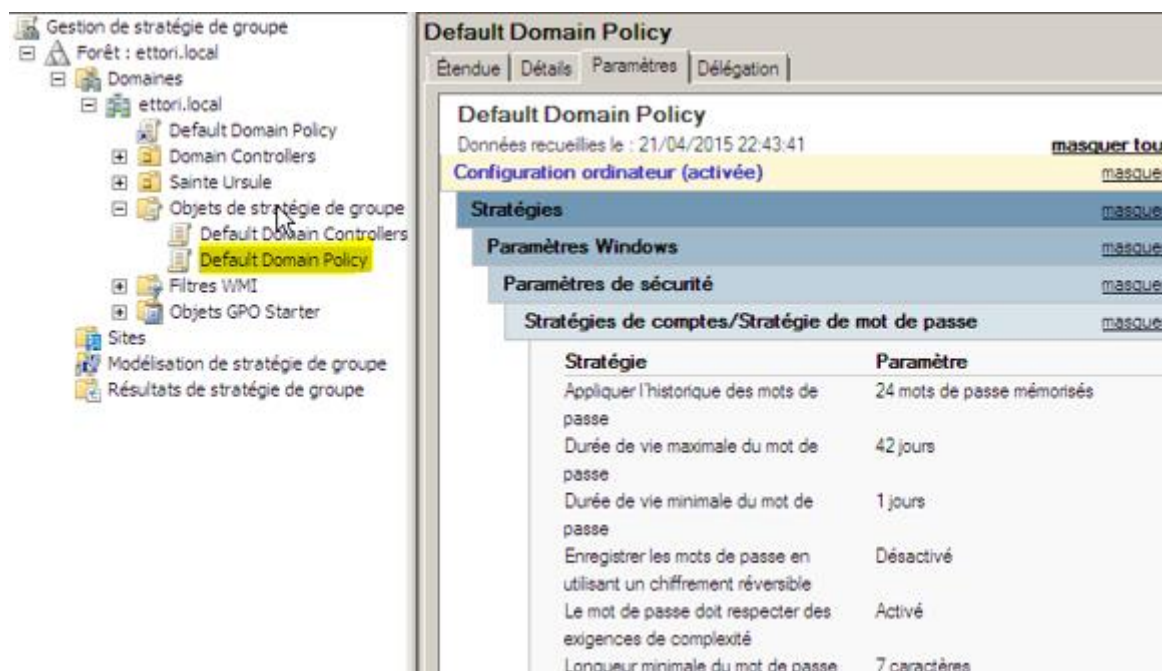 Gestion de stratégie de groupe
Forêt : ettori.local
Domaines
ettori.local
Default Domain Policy
Domain Controllers
Sainte Ursule
Objets de stratégie de groupe
Default Domain Controllers
Default Domain Policy
Filtres WMI
Objets GPO Starter
Sites
Modélisation de stratégie de groupe
Résultats de stratégie de groupe
Default Domain Policy
Étendue Détails Paramètres Délégation
Default Domain Policy
Données recueillies le : 21/04/2015 22:43:41 masquer tou
Configuration ordinateur (activée) masquer
Stratégies masquer
Paramètres Windows masquer
Paramètres de sécurité masquer
Stratégies de comptes/Stratégie de mot de passe masquer
Stratégie Paramètre
Appliquer l'historique des mots de 24 mots de passe mémorisés
passe
Durée de vie maximale du mot de 42 jours
passe
Durée de vie minimale du mot de 1 jours
passe
Enregistrer les mots de passe en Désactivé
utilisant un chiffrement réversible
Le mot de passe doit respecter des Activé
exigences de complexité
Longueur minimale du mot de passe 7 caractères